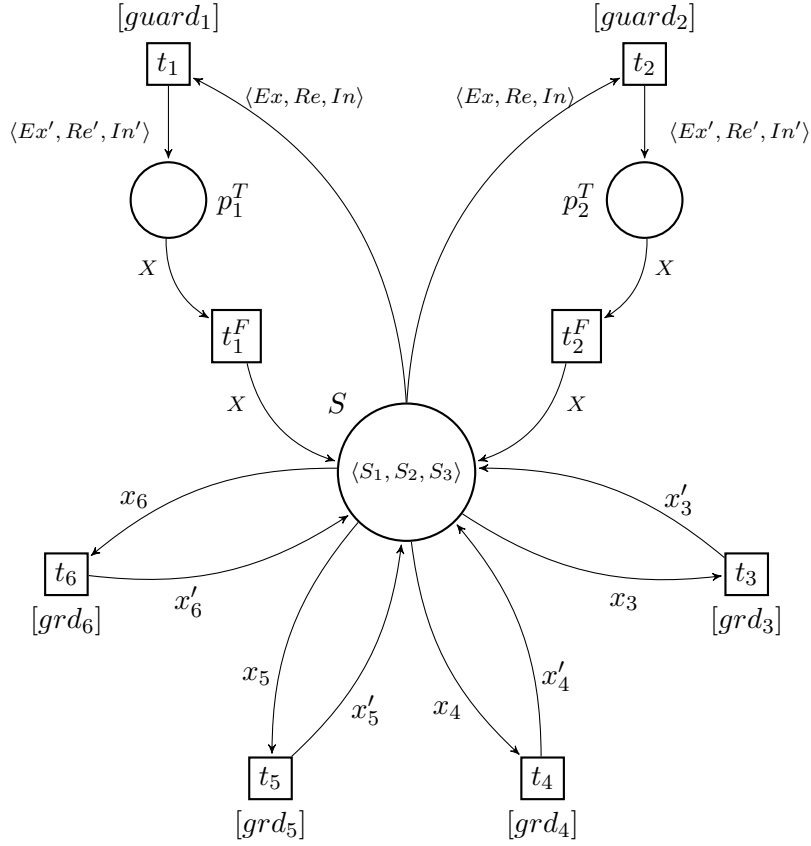 [guard₁]
[guard₂]
t₁
t₂
⟨Ex, Re, In⟩
⟨Ex, Re, In⟩
⟨Ex′, Re′, In′⟩
⟨Ex′, Re′, In′⟩
p₁ᵀ
p₂ᵀ
X
X
t₁ᶠ
t₂ᶠ
X
X
S
⟨S₁, S₂, S₃⟩
x₆
x′₃
t₆
t₃
x′₆
x₃
[grd₆]
[grd₃]
x₅
x′₅
x₄
x′₄
t₅
t₄
[grd₅]
[grd₄]